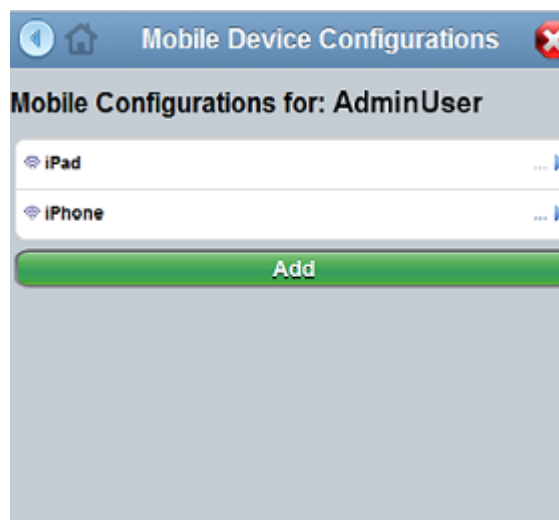 Mobile Device Configurations
Mobile Configurations for: AdminUser
iPad ...
iPhone ...
Add